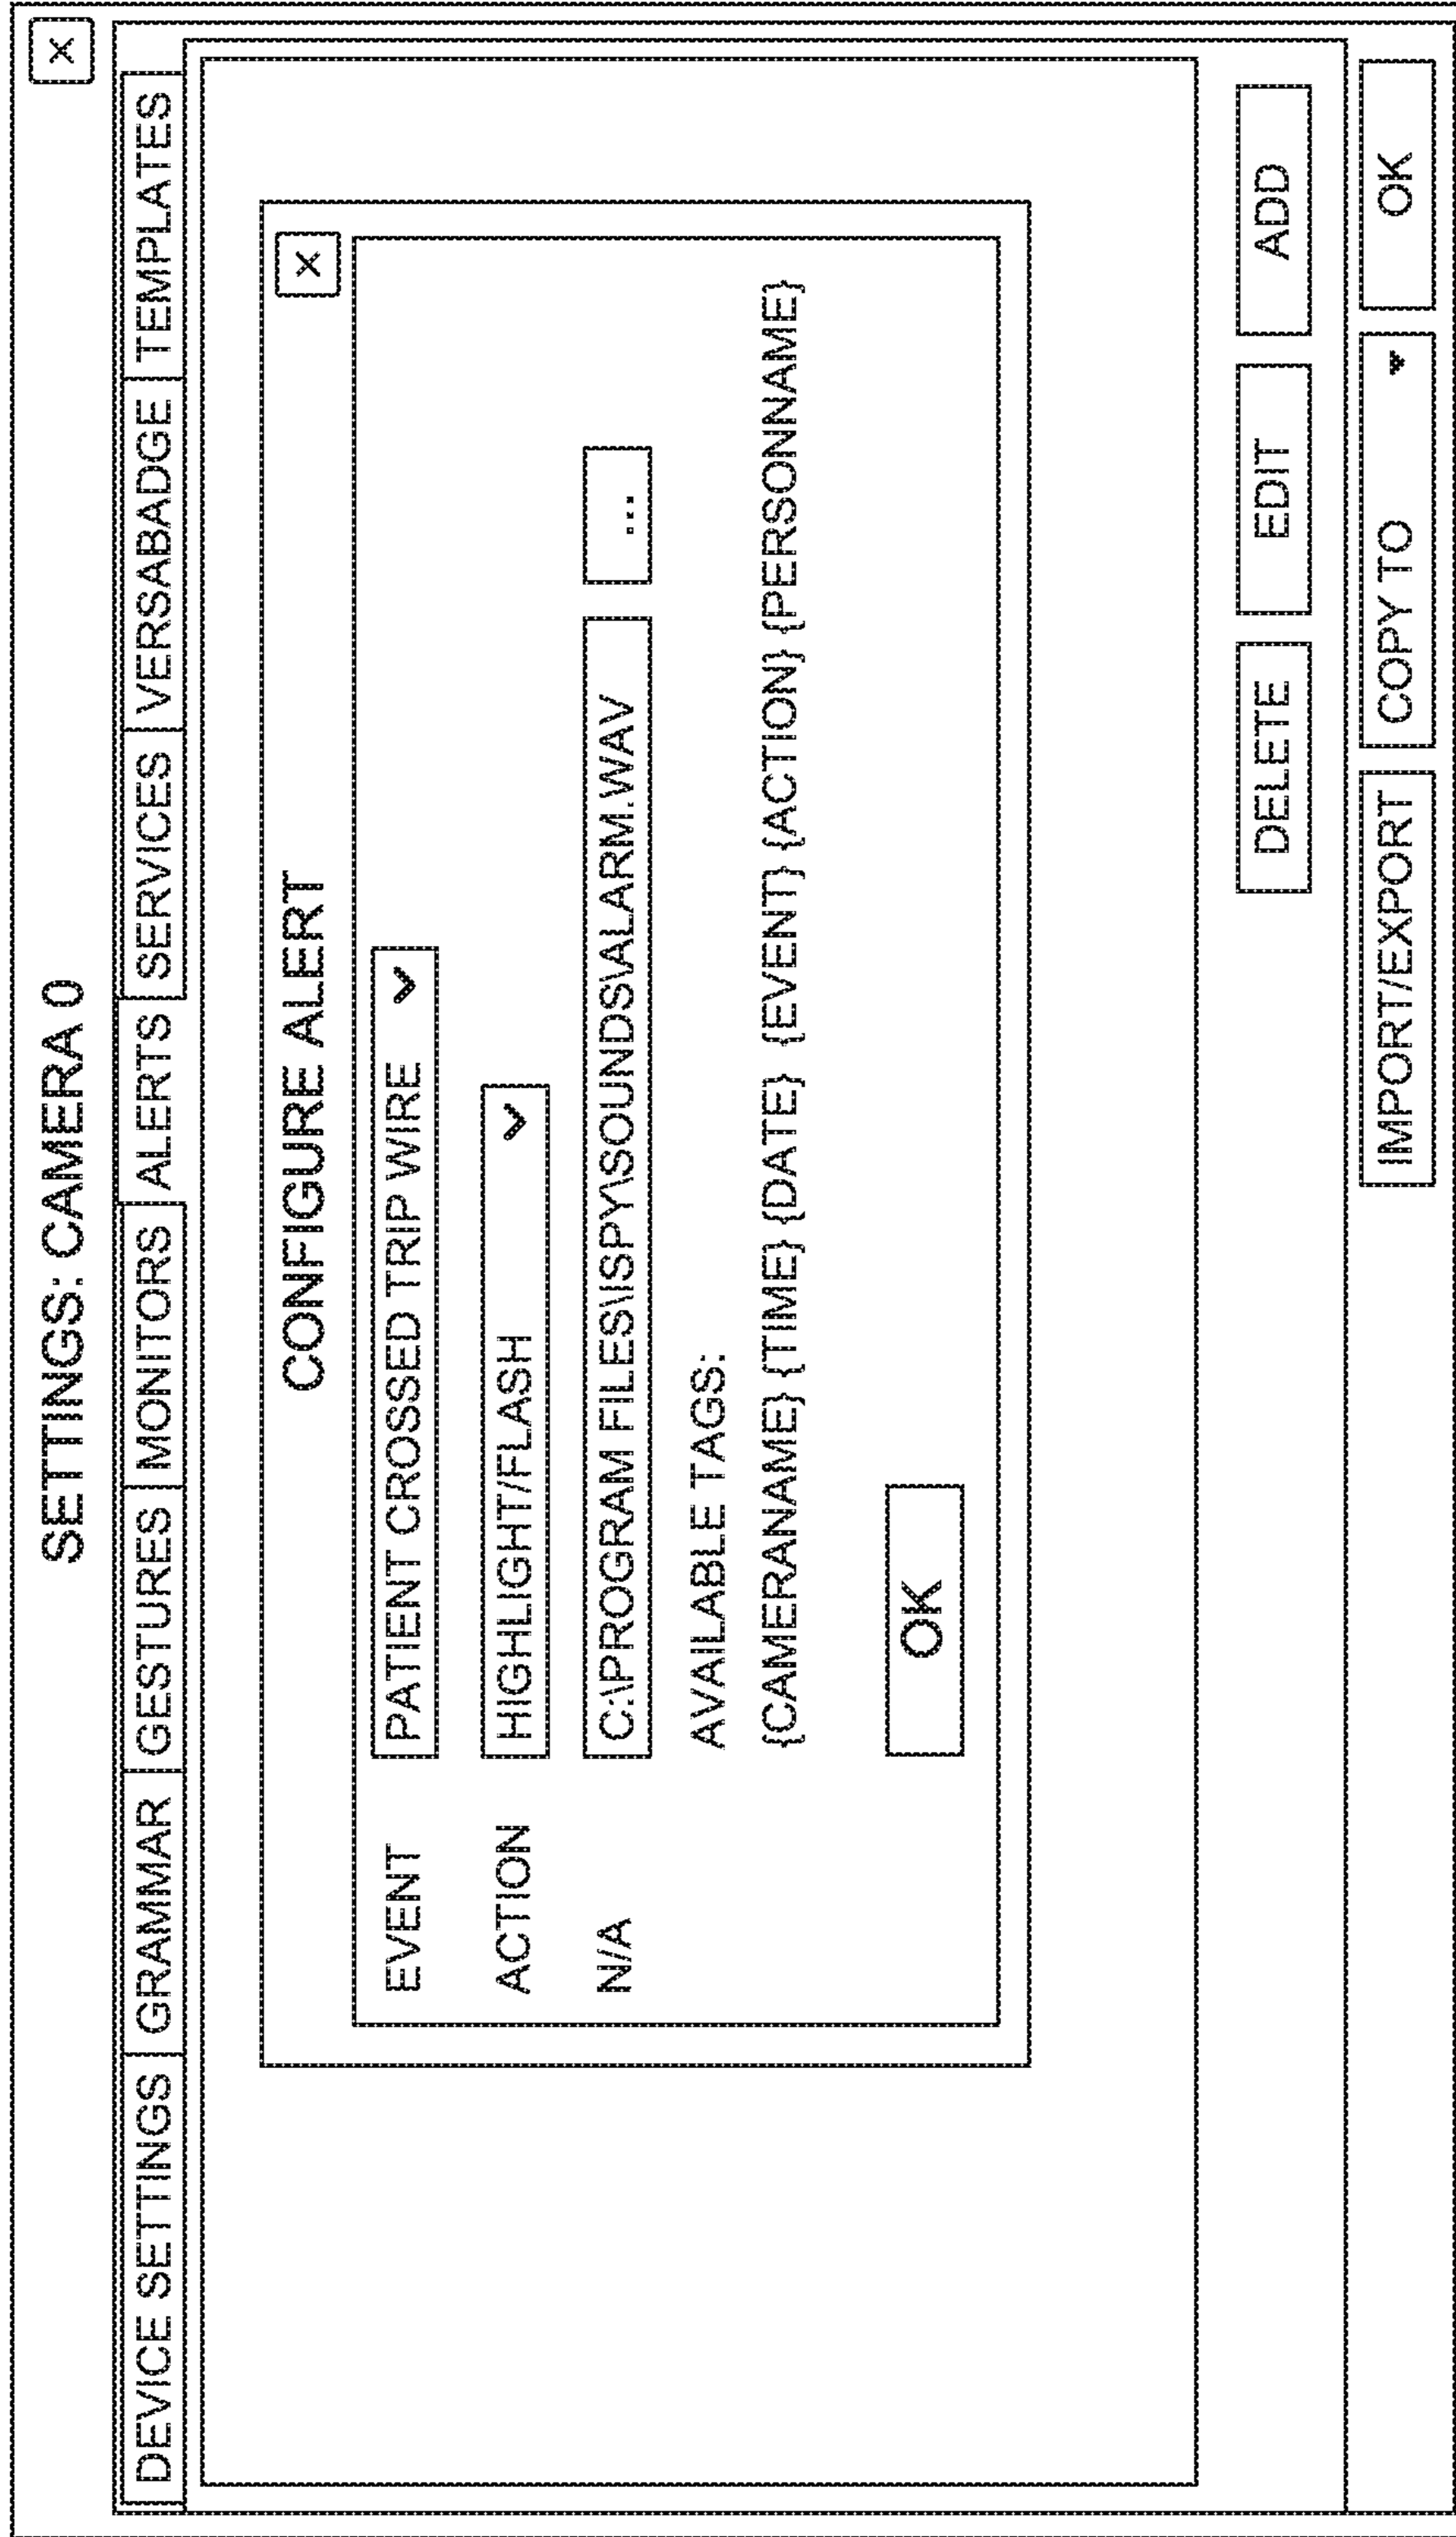 SETTINGS: CAMERA 0 X
DEVICE SETTINGS GRAMMAR GESTURES MONITORS ALERTS SERVICES VERSABADGE TEMPLATES
CONFIGURE ALERT X
EVENT PATIENT CROSSED TRIP WIRE
ACTION HIGHLIGHT/FLASH
N/A C:\PROGRAM FILES\ISPY\SOUNDS\ALARM.WAV ...
AVAILABLE TAGS:
{CAMERANAME} {TIME} {DATE} {EVENT} {ACTION} {PERSONNAME}
OK
DELETE EDIT ADD
IMPORT/EXPORT COPY TO OK